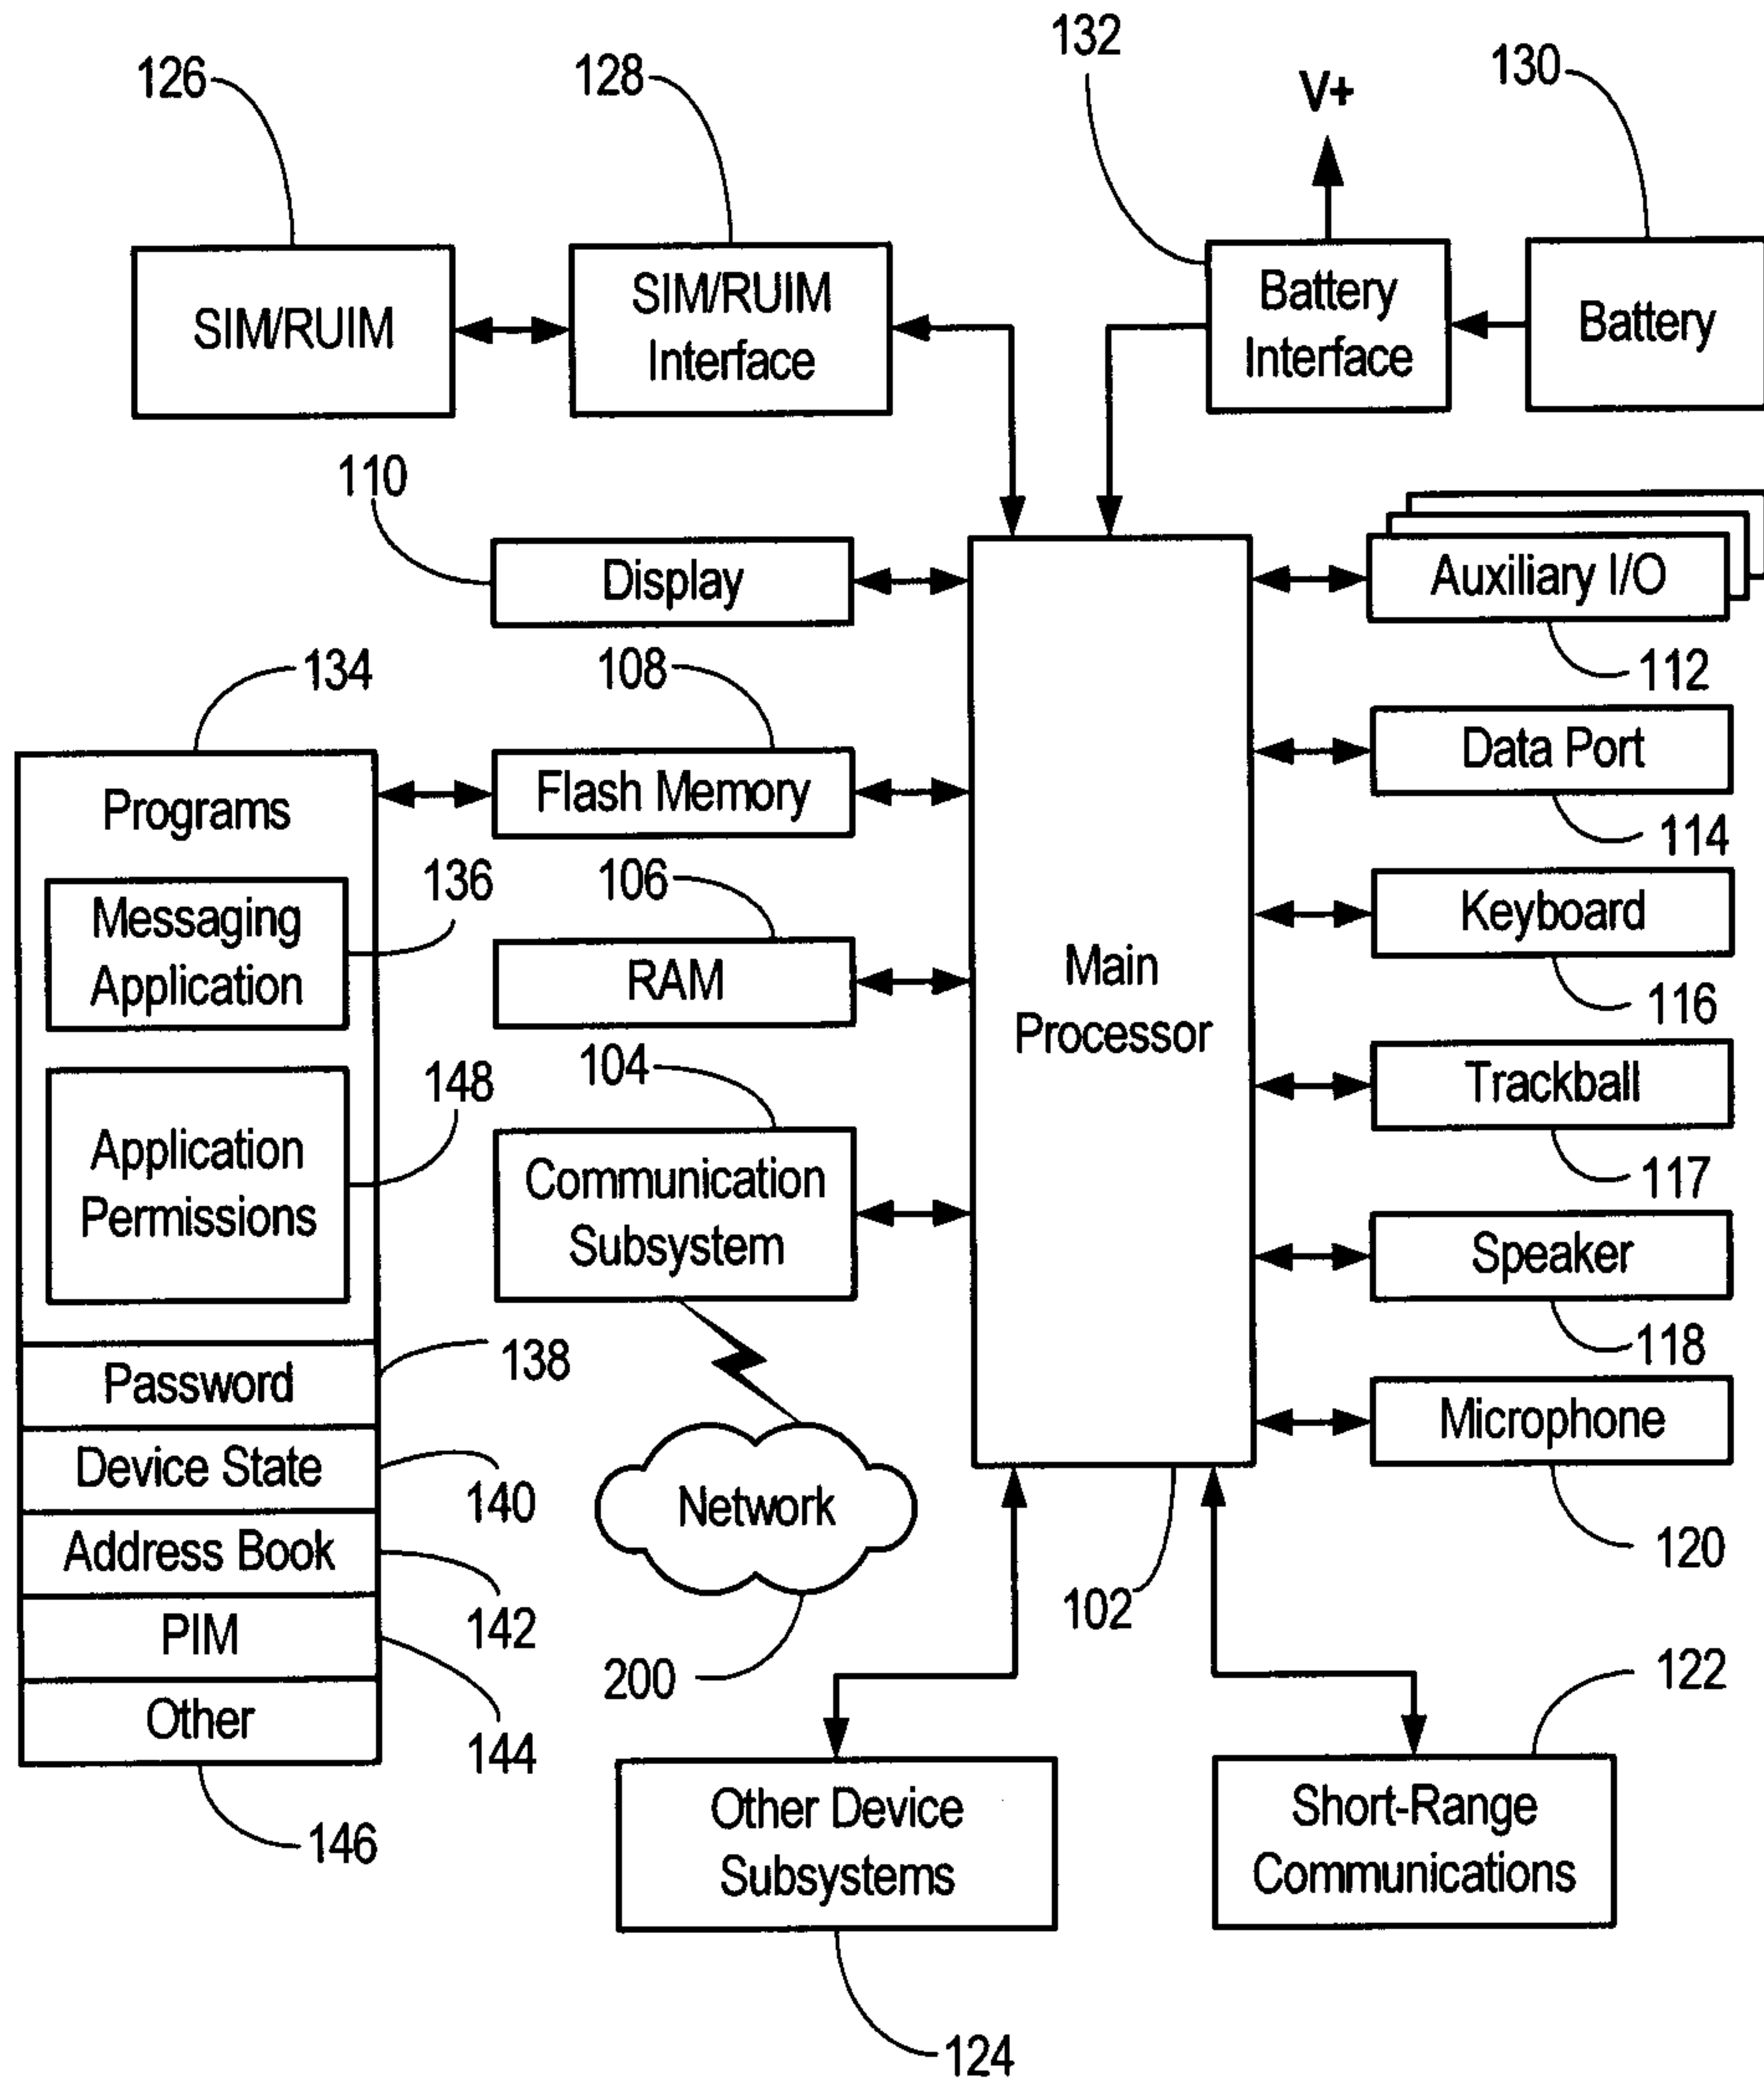 132
126
128
V+
130
SIM/RUIM
SIM/RUIM
Interface
Battery
Interface
Battery
110
Display
Auxiliary I/O
112
134
108
Programs
Flash Memory
Data Port
114
Messaging
Application
136
106
RAM
Keyboard
116
Main
Processor
Application
Permissions
148
104
Communication
Subsystem
Trackball
117
Speaker
118
Password
138
Microphone
120
Device State
140
Network
200
102
Address Book
142
PIM
144
Other
146
122
Other Device
Subsystems
124
Short-Range
Communications